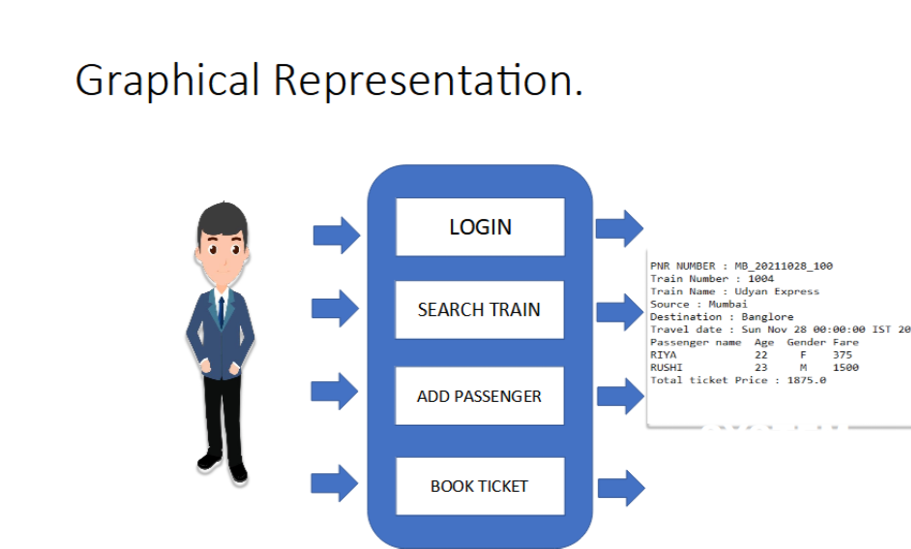 Graphical Representation.
LOGIN
SEARCH TRAIN
ADD PASSENGER
BOOK TICKET
PNR NUMBER : MB_20211028_100
Train Number : 1004
Train Name : Udyan Express
Source : Mumbai
Destination : Banglore
Travel date : Sun Nov 28 00:00:00 IST 20
Passenger name Age Gender Fare
RIYA 22 F 375
RUSHI 23 M 1500
Total ticket Price : 1875.0